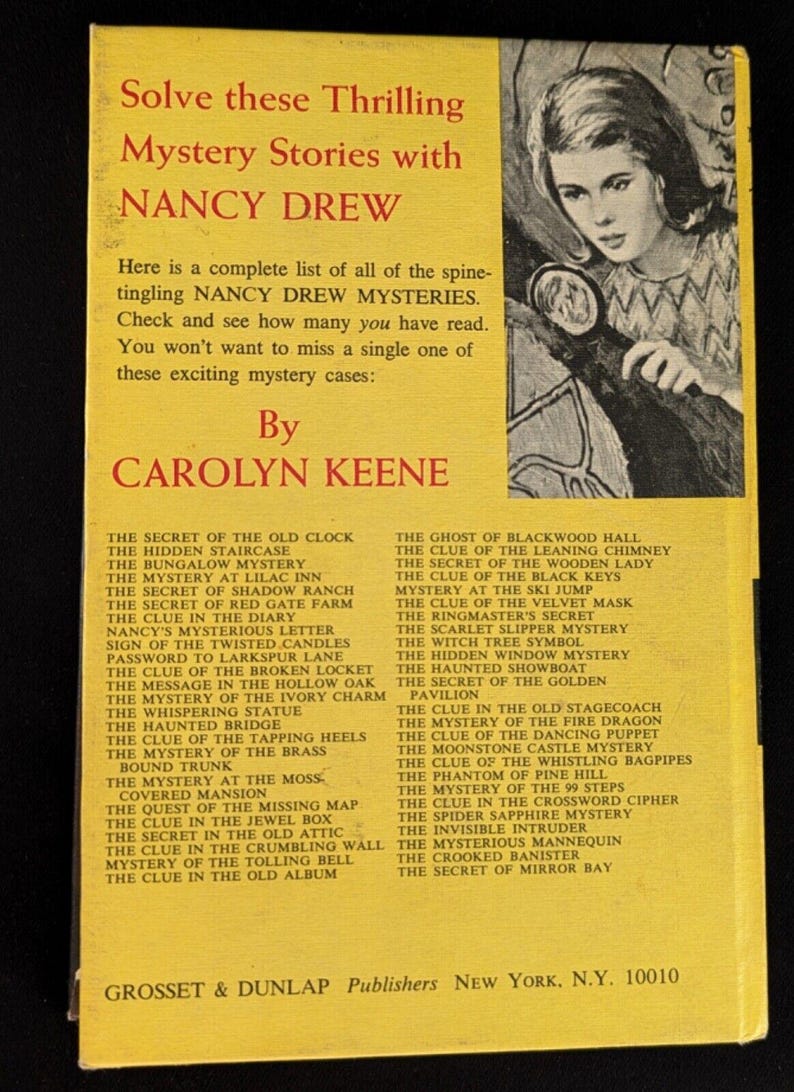 Solve these Thrilling
Mystery Stories with
NANCY DREW
Here is a complete list of all of the spine-
tingling NANCY DREW MYSTERIES.
Check and see how many you have read.
You won't want to miss a single one of
these exciting mystery cases:
By
CAROLYN KEENE
THE SECRET OF THE OLD CLOCK
THE HIDDEN STAIRCASE
THE BUNGALOW MYSTERY
THE MYSTERY AT LILAC INN
THE SECRET OF SHADOW RANCH
THE SECRET OF RED GATE FARM
THE CLUE IN THE DIARY
NANCY'S MYSTERIOUS LETTER
SIGN OF THE TWISTED CANDLES
PASSWORD TO LARKSPUR LANE
THE CLUE OF THE BROKEN LOCKET
THE MESSAGE IN THE HOLLOW OAK
THE MYSTERY OF THE IVORY CHARM
THE WHISPERING STATUE
THE HAUNTED BRIDGE
THE CLUE OF THE TAPPING HEELS
THE MYSTERY OF THE BRASS
BOUND TRUNK
THE MYSTERY AT THE MOSS-
COVERED MANSION
THE QUEST OF THE MISSING MAP
THE CLUE IN THE JEWEL BOX
THE SECRET IN THE OLD ATTIC
THE CLUE IN THE CRUMBLING WALL
MYSTERY OF THE TOLLING BELL
THE CLUE IN THE OLD ALBUM
THE GHOST OF BLACKWOOD HALL
THE CLUE OF THE LEANING CHIMNEY
THE SECRET OF THE WOODEN LADY
THE CLUE OF THE BLACK KEYS
MYSTERY AT THE SKI JUMP
THE CLUE OF THE VELVET MASK
THE RINGMASTER'S SECRET
THE SCARLET SLIPPER MYSTERY
THE WITCH TREE SYMBOL
THE HIDDEN WINDOW MYSTERY
THE HAUNTED SHOWBOAT
THE SECRET OF THE GOLDEN
PAVILION
THE CLUE IN THE OLD STAGECOACH
THE MYSTERY OF THE FIRE DRAGON
THE CLUE OF THE DANCING PUPPET
THE MOONSTONE CASTLE MYSTERY
THE CLUE OF THE WHISTLING BAGPIPES
THE PHANTOM OF PINE HILL
THE MYSTERY OF THE 99 STEPS
THE CLUE IN THE CROSSWORD CIPHER
THE SPIDER SAPPHIRE MYSTERY
THE INVISIBLE INTRUDER
THE MYSTERIOUS MANNEQUIN
THE CROOKED BANISTER
THE SECRET OF MIRROR BAY
GROSSET & DUNLAP Publishers NEW YORK, N.Y. 10010